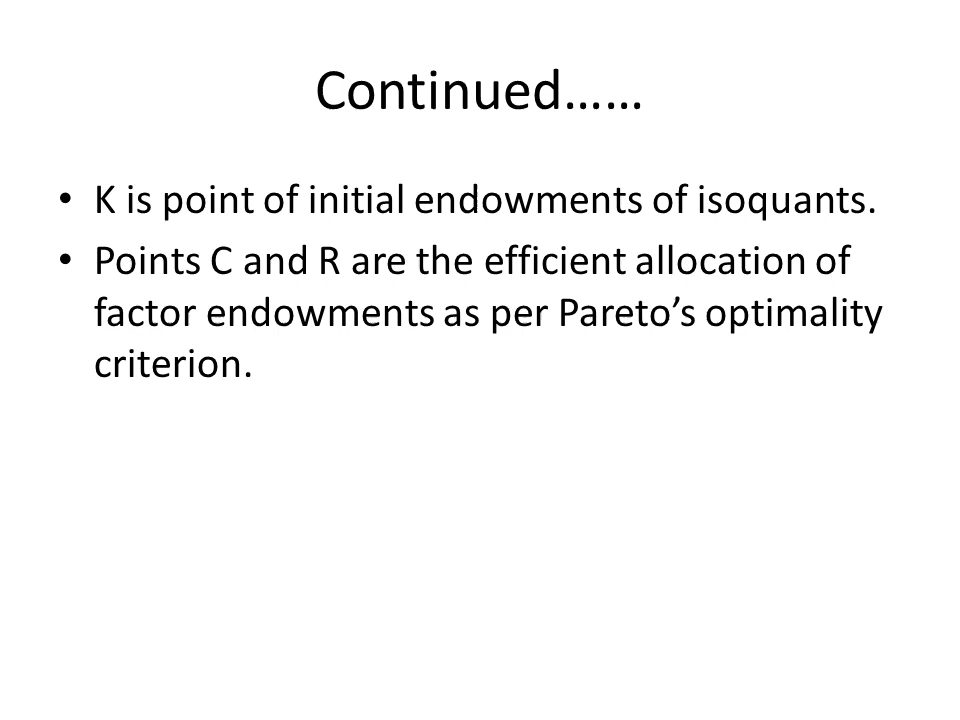 Continued……
• K is point of initial endowments of isoquants.
• Points C and R are the efficient allocation of
factor endowments as per Pareto’s optimality
criterion.